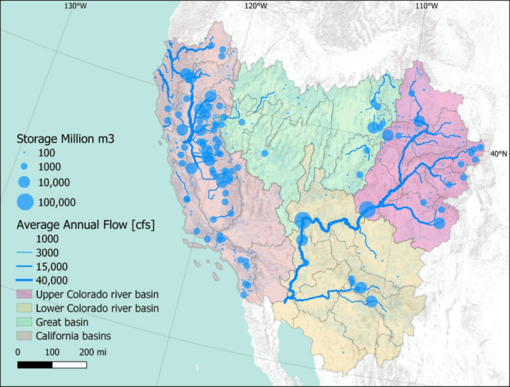 130°W
120°W
110°W
40°N
Storage Million m3
100
1000
10,000
100,000
Average Annual Flow [cfs]
1000
3000
15,000
40,000
Upper Colorado river basin
Lower Colorado river basin
Great basin
California basins
0 100 200 mi